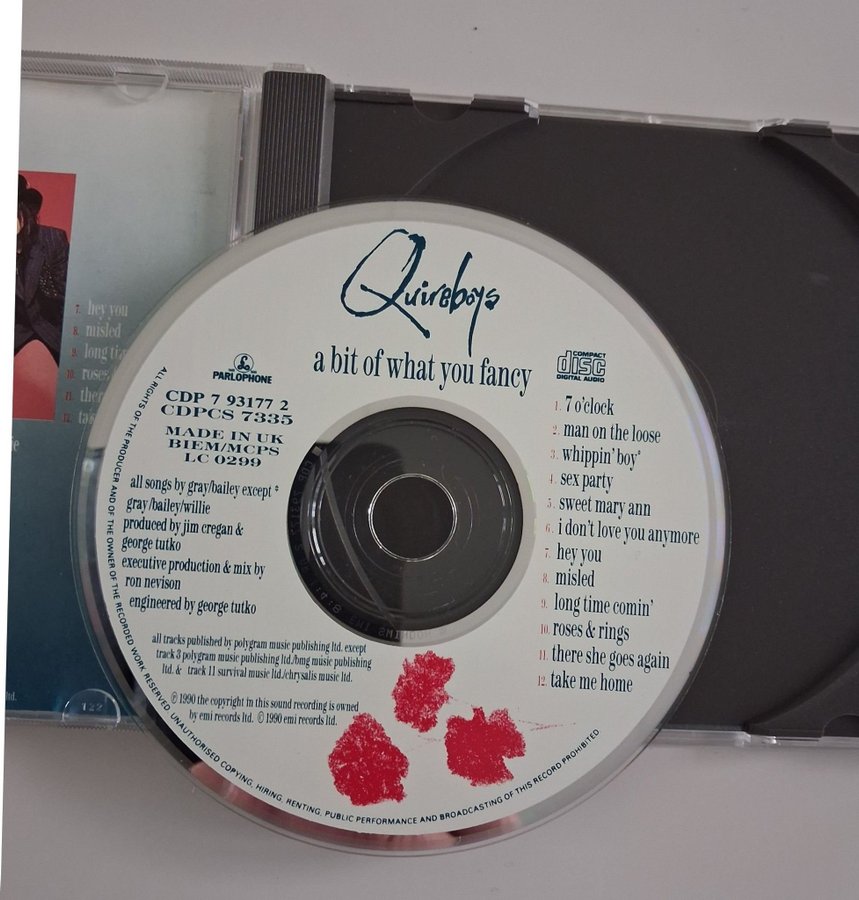 Quireboys
a bit of what you fancy
PARLOPHONE
COMPACT
disc
DIGITAL AUDIO
CDP 7 93177 2
CDPCS 7335
MADE IN UK
BIEM/MCPS
LC 0299
all songs by gray/bailey except *
gray/bailey/willie
produced by jim cregan &
george tutko
executive production & mix by
ron nevison
engineered by george tutko
1. 7 o'clock
2. man on the loose
3. whippin' boy*
4. sex party
5. sweet mary ann
6. i don't love you anymore
7. hey you
8. misled
9. long time comin'
10. roses & rings
11. there she goes again
12. take me home
all tracks published by polygram music publishing ltd. except
track 3 polygram music publishing ltd./bmg music publishing
ltd. & track 11 survival music ltd./chrysalis music ltd.
℗ 1990 the copyright in this sound recording is owned
by emi records ltd. © 1990 emi records ltd.
ALL RIGHTS OF THE PRODUCER AND OF THE OWNER OF THE RECORDED WORK RESERVED. UNAUTHORISED COPYING, HIRING, RENTING, PUBLIC PERFORMANCE AND BROADCASTING OF THIS RECORD PROHIBITED
7. hey you
8. misled
9. long
10. roses
11.
12.
ltd.
122